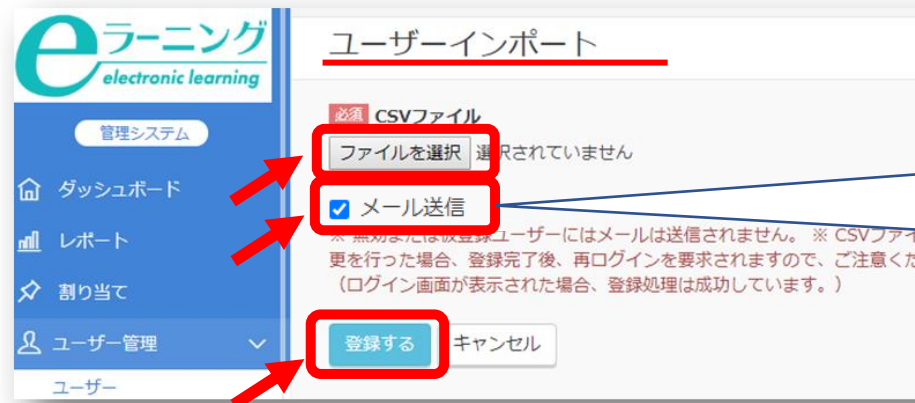 eラーニング
electronic learning
管理システム
ダッシュボード
レポート
割り当て
ユーザー管理
ユーザー
ユーザーインポート
必須 CSVファイル
ファイルを選択 選択されていません
メール送信
※ 無効または仮登録ユーザーにはメールは送信されません。 ※ CSVファイ
更を行った場合、登録完了後、再ログインを要求されますので、ご注意くだ
(ログイン画面が表示された場合、登録処理は成功しています。)
登録する キャンセル